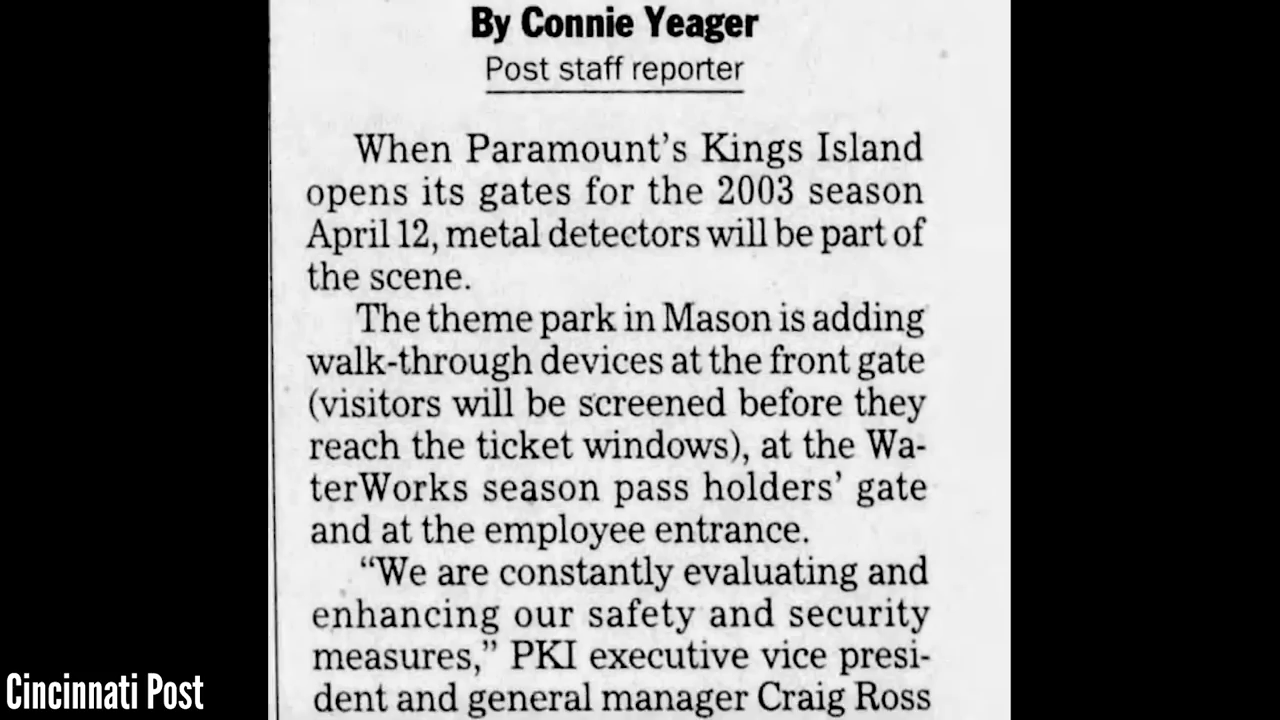 By Connie Yeager
Post staff reporter
When Paramount's Kings Island
opens its gates for the 2003 season
April 12, metal detectors will be part of
the scene.
The theme park in Mason is adding
walk-through devices at the front gate
(visitors will be screened before they
reach the ticket windows), at the Wa-
terWorks season pass holders' gate
and at the employee entrance.
“We are constantly evaluating and
enhancing our safety and security
measures,” PKI executive vice presi-
dent and general manager Craig Ross
Cincinnati Post